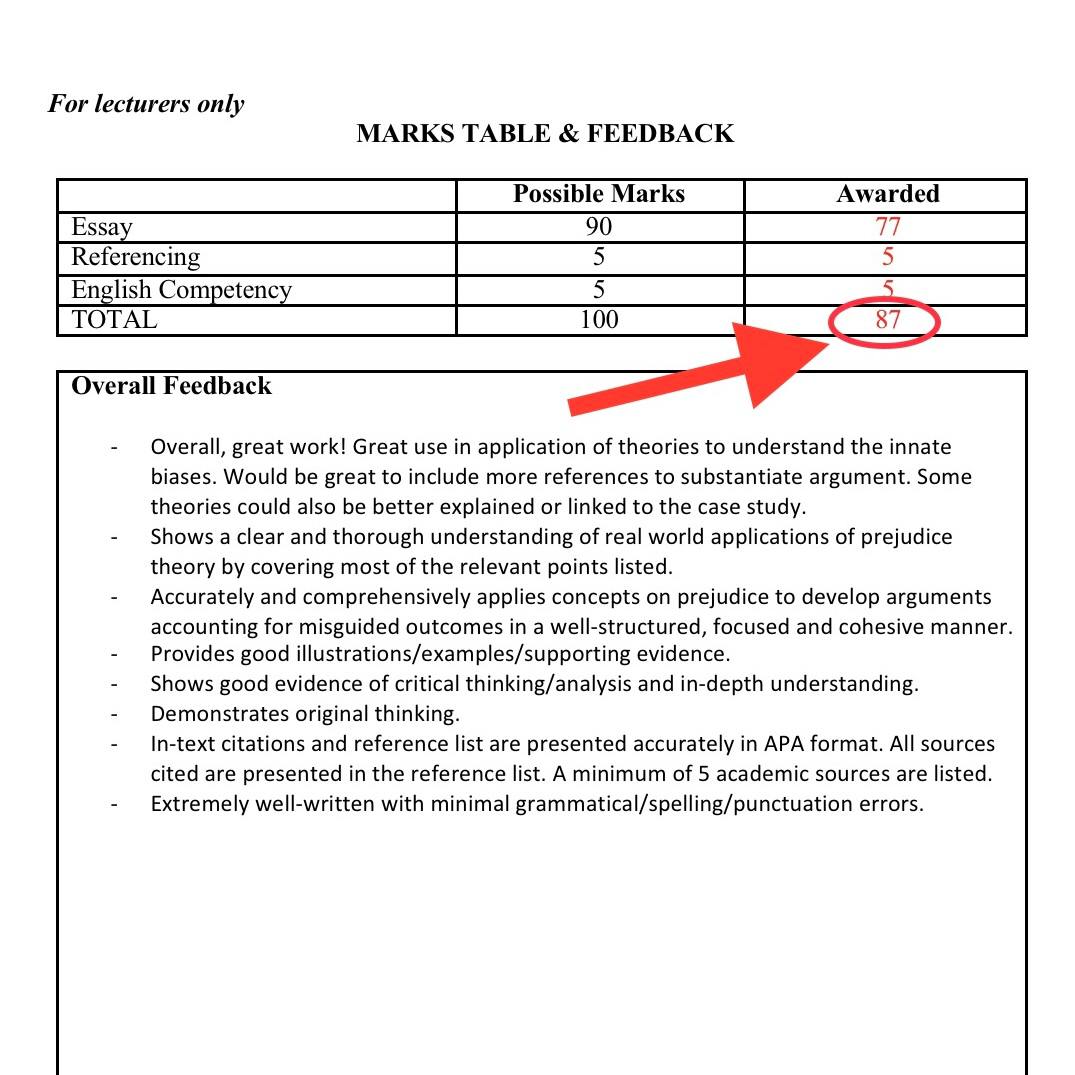 For lecturers only
MARKS TABLE & FEEDBACK
Possible Marks Awarded
Essay 90 77
Referencing 5 5
English Competency 5 5
TOTAL 100 87
Overall Feedback
- Overall, great work! Great use in application of theories to understand the innate
biases. Would be great to include more references to substantiate argument. Some
theories could also be better explained or linked to the case study.
- Shows a clear and thorough understanding of real world applications of prejudice
theory by covering most of the relevant points listed.
- Accurately and comprehensively applies concepts on prejudice to develop arguments
accounting for misguided outcomes in a well-structured, focused and cohesive manner.
- Provides good illustrations/examples/supporting evidence.
- Shows good evidence of critical thinking/analysis and in-depth understanding.
- Demonstrates original thinking.
- In-text citations and reference list are presented accurately in APA format. All sources
cited are presented in the reference list. A minimum of 5 academic sources are listed.
- Extremely well-written with minimal grammatical/spelling/punctuation errors.